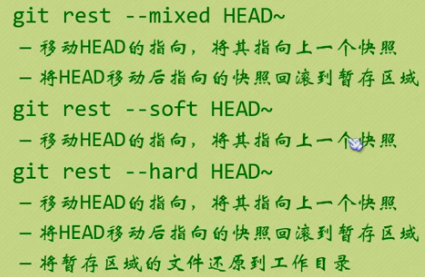 git rest --mixed HEAD~
– 移动HEAD的指向，将其指向上一个快照
– 将HEAD移动后指向的快照回滚到暂存区域
git rest --soft HEAD~
– 移动HEAD的指向，将其指向上一个快照
git rest --hard HEAD~
– 移动HEAD的指向，将其指向上一个快照
– 将HEAD移动后指向的快照回滚到暂存区域
– 将暂存区域的文件还原到工作目录